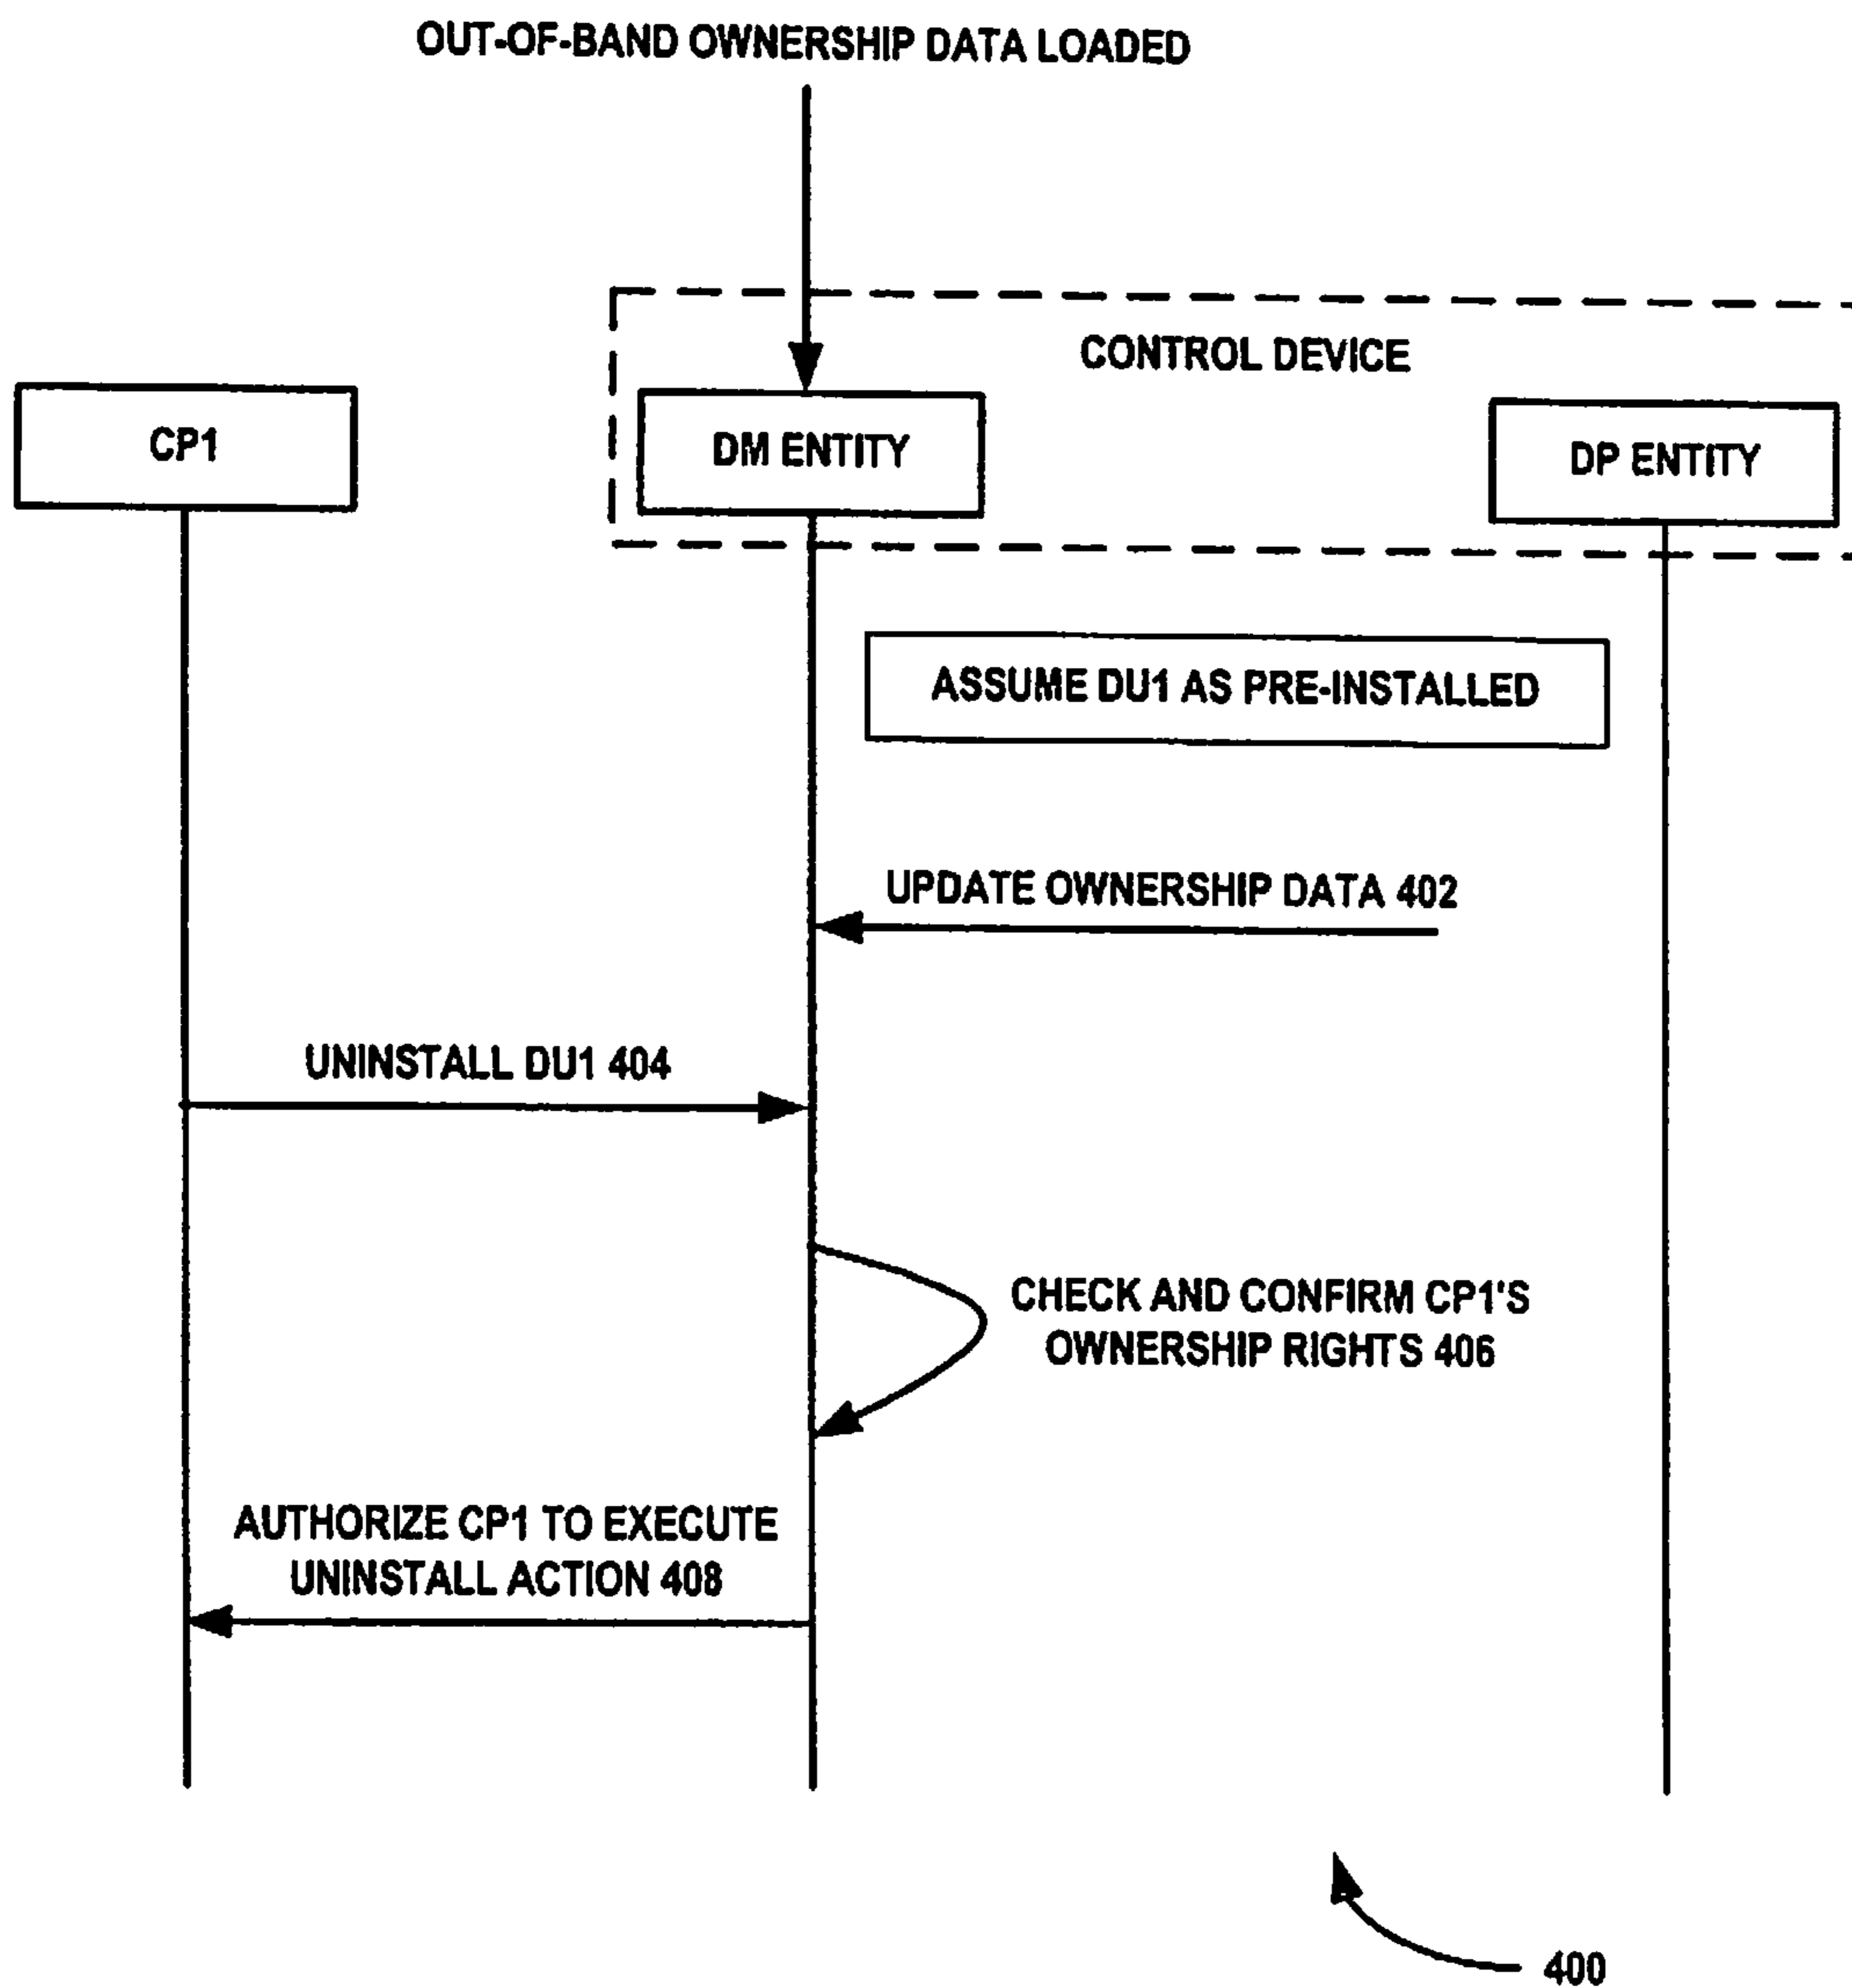 OUT-OF-BAND OWNERSHIP DATA LOADED
CONTROL DEVICE
CP1
DM ENTITY
DP ENTITY
ASSUME DU1 AS PRE-INSTALLED
UPDATE OWNERSHIP DATA 402
UNINSTALL DU1 404
CHECK AND CONFIRM CP1'S
OWNERSHIP RIGHTS 406
AUTHORIZE CP1 TO EXECUTE
UNINSTALL ACTION 408
400